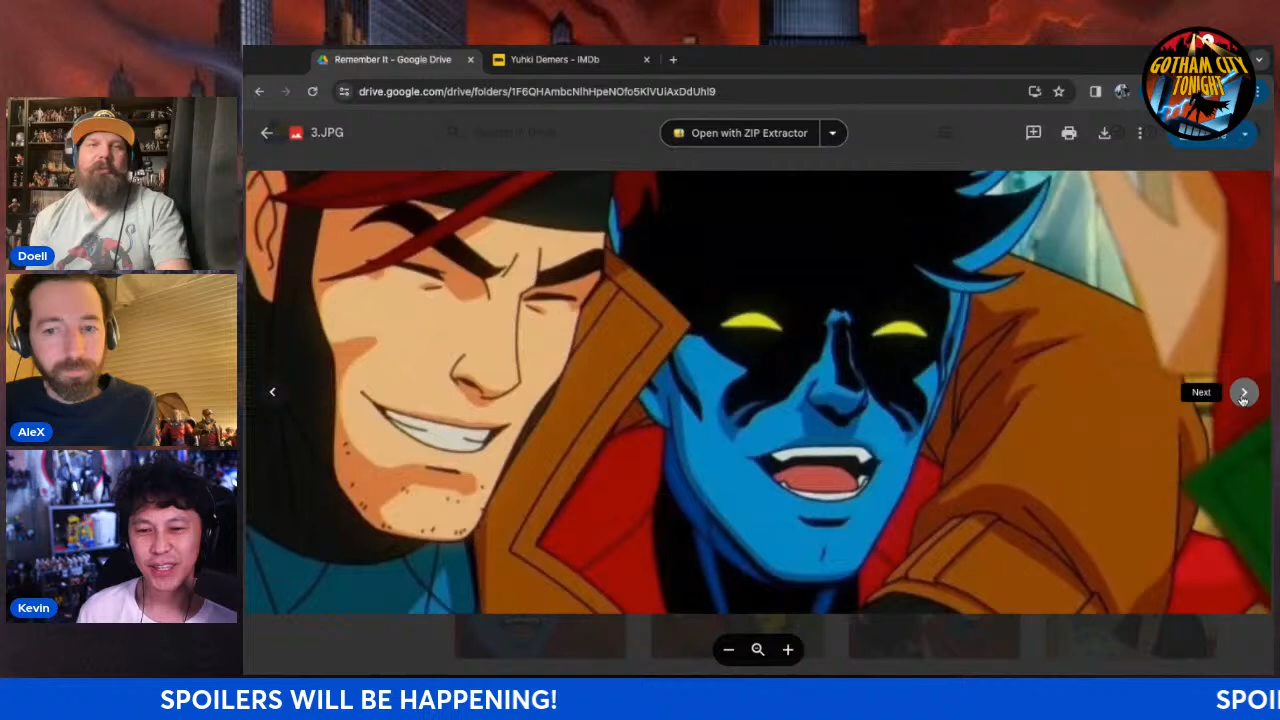 Remember It - Google Drive
Yuhki Demers - IMDb
drive.google.com/drive/folders/1F6QHAmbcNlhHpeNOfo5KlVUiAxDdUhl9
3.JPG
Open with ZIP Extractor
GOTHAM CITY
TONIGHT
Doell
AleX
Kevin
Next
SPOILERS WILL BE HAPPENING!
SPOI